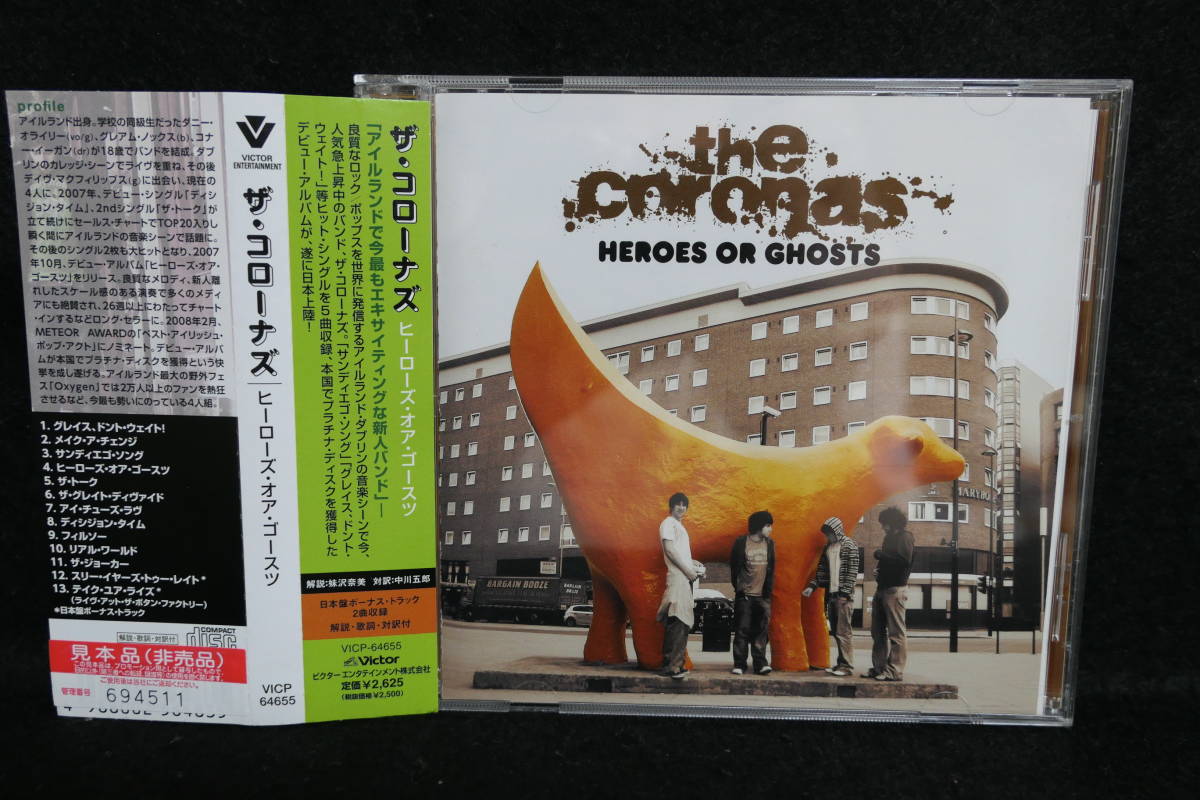 profile
アイルランド出身。学校の同級生だったダニー・
オライリー(vo/g)、グレアム・ノックス(b)、コナ
ー・イーガン(dr)が18歳でバンドを結成。ダブ
リンのカレッジ・シーンでライヴを重ね、その後
デイヴ・マクフィリップス(g)に出会い、現在の
4人に。2007年、デビュー・シングル「ディシ
ジョン・タイム」、2ndシングル「ザ・トーク」が
立て続けにセールス・チャートでTOP20入りし
瞬く間にアイルランドの音楽シーンで話題に。
その後のシングル2枚も大ヒットとなり、2007
年10月、デビュー・アルバム「ヒーローズ・オア・
ゴースツ」をリリース。良質なメロディ、新人離
れしたスケール感のある演奏で多くのメディ
アにも絶賛され、26週以上にわたってチャート
インするなどロング・セラーに。2008年2月、
METEOR AWARDの「ベスト・アイリッシュ・
ポップ・アクト」にノミネート。デビュー・アルバ
ムが本国でプラチナ・ディスクを獲得という快
挙を成し遂げる。アイルランド最大の野外フェ
ス「Oxygen」では2万人以上のファンを熱狂
させるなど、今最も勢いにのっている4人組。
1. グレイス、ドント・ウェイト!
2. メイク・ア・チェンジ
3. サンディエゴ・ソング
4. ヒーローズ・オア・ゴースツ
5. ザ・トーク
6. ザ・グレイト・ディヴァイド
7. アイ・チューズ・ラヴ
8. ディシジョン・タイム
9. フィルソー
10. リアル・ワールド
11. ザ・ジョーカー
12. スリー・イヤーズ・トゥー・レイト*
13. テイク・ユア・ライズ*
(ライヴ・アット・ザ・ボタン・ファクトリー)
*日本盤ボーナス・トラック
解説・歌詞・対訳付
COMPACT
disc
見本品(非売品)
管理番号
694511
VICTOR
ENTERTAINMENT
ザ・コローナズ
ヒーローズ・オア・ゴースツ
VICP
64655
ザ・コローナズ ヒーローズ・オア・ゴースツ
「アイルランドで今最もエキサイティングな新人バンド」―
良質なロック/ポップスを世界に発信するアイルランド・ダブリンの音楽シーンで今、
人気急上昇中のバンド、ザ・コローナズ。「サンディエゴ・ソング」「グレイス、ドント・
ウェイト!」等ヒット・シングルを5曲収録、本国でプラチナ・ディスクを獲得した
デビュー・アルバムが、遂に日本上陸!
解説:妹沢奈美 対訳:中川五郎
日本盤ボーナス・トラック
2曲収録
解説・歌詞・対訳付
VICP-64655
Victor
ビクターエンタテインメント株式会社
定価¥2,625
(税抜価格¥2,500)
the
coronas
HEROES OR GHOSTS
MARYBO
BARGAIN BOOZE
BARGAIN